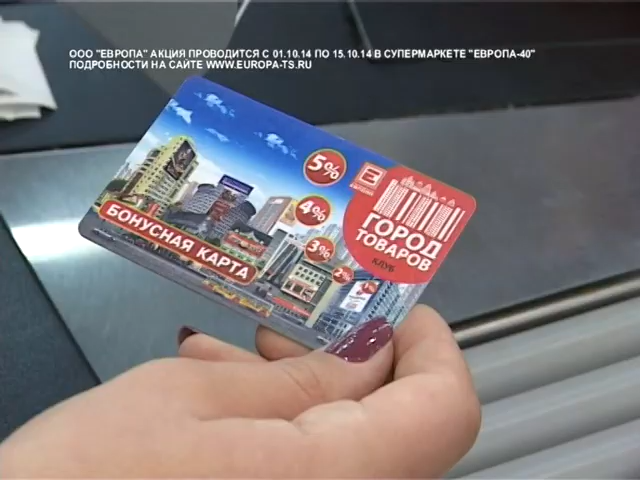 ООО "ЕВРОПА" АКЦИЯ ПРОВОДИТСЯ С 01.10.14 ПО 15.10.14 В СУПЕРМАРКЕТЕ "ЕВРОПА-40"
ПОДРОБНОСТИ НА САЙТЕ WWW.EUROPA-TS.RU
5%
4%
3%
2%
ГОРОД
ТОВАРОВ
КЛУБ
БОНУСНАЯ КАРТА